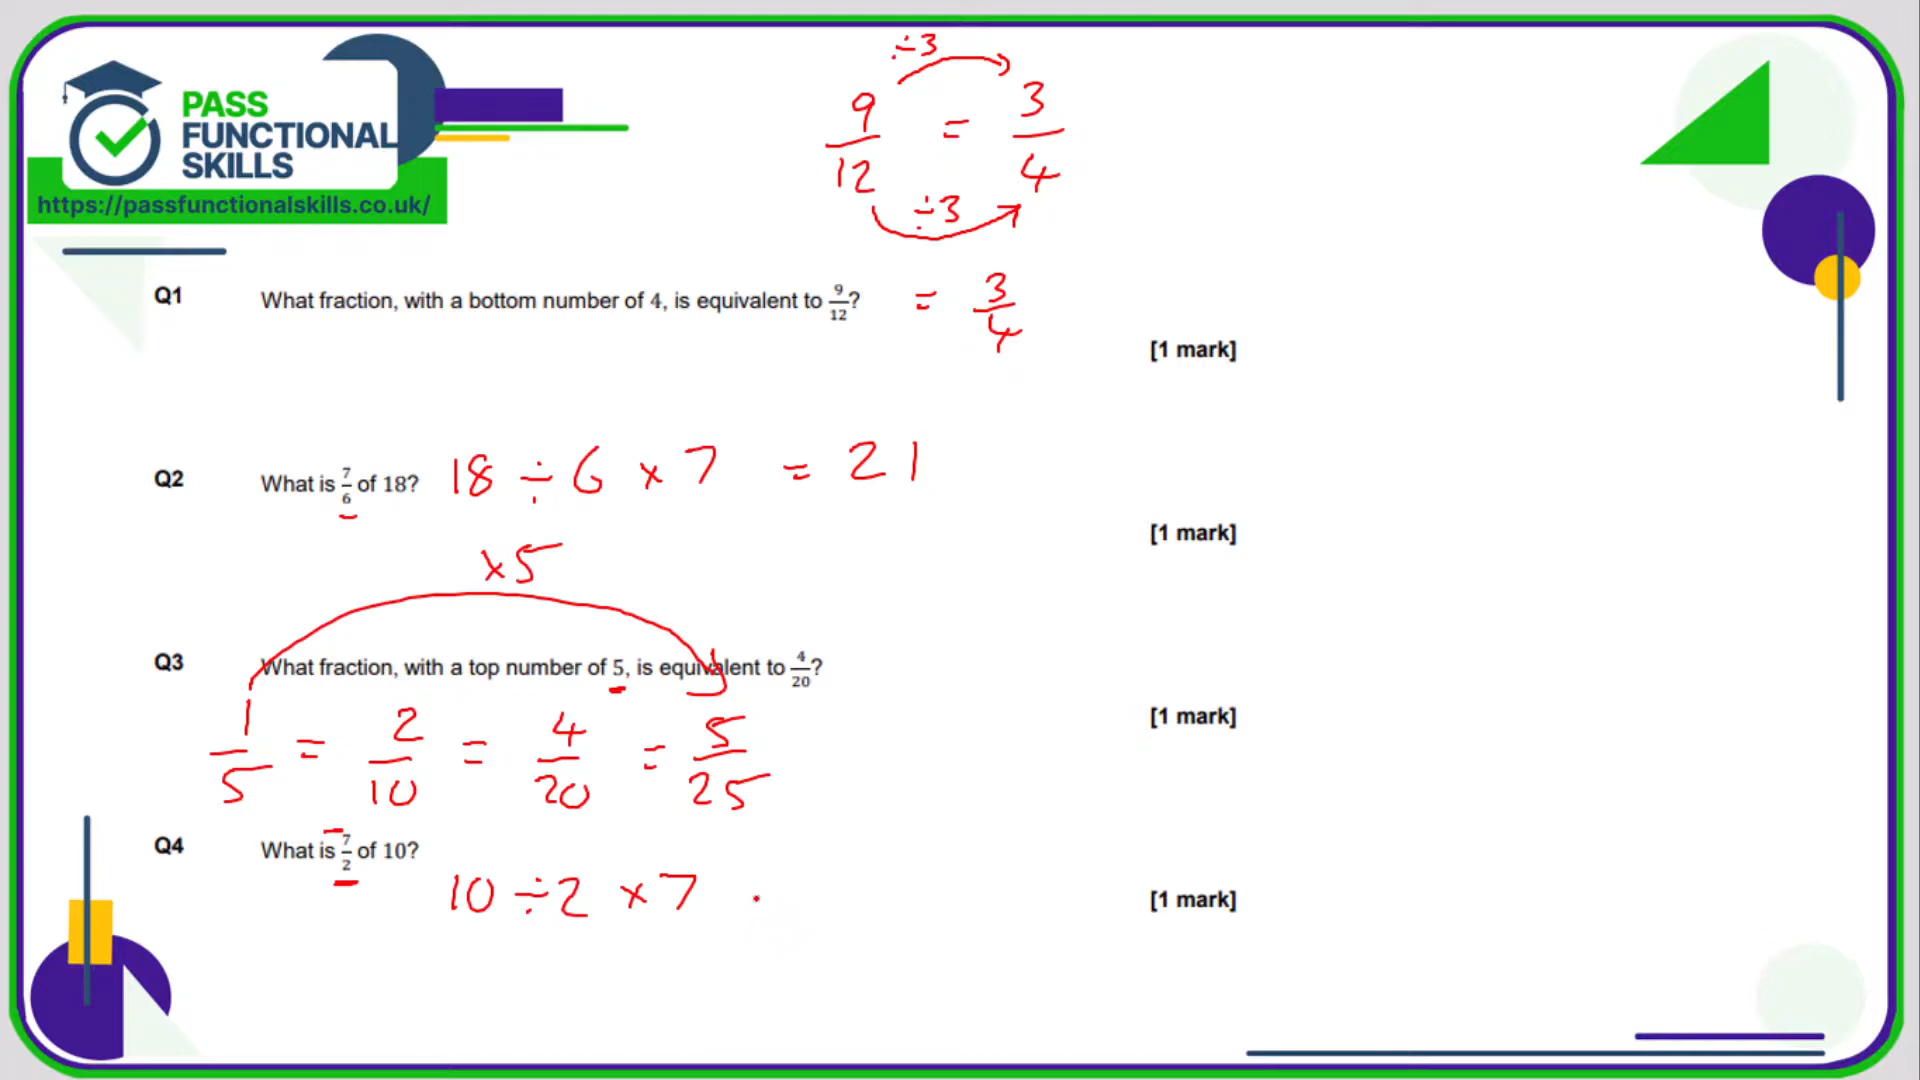 ÷3
9/12 = 3/4
÷3
PASS
FUNCTIONAL
SKILLS
https://passfunctionalskills.co.uk/
Q1 What fraction, with a bottom number of 4, is equivalent to 9/12? = 3/4
[1 mark]
Q2 What is 7/6 of 18? 18 ÷ 6 × 7 = 21
[1 mark]
×5
Q3 What fraction, with a top number of 5, is equivalent to 4/20?
1/5 = 2/10 = 4/20 = 5/25
[1 mark]
Q4 What is 7/2 of 10?
10 ÷ 2 × 7
[1 mark]